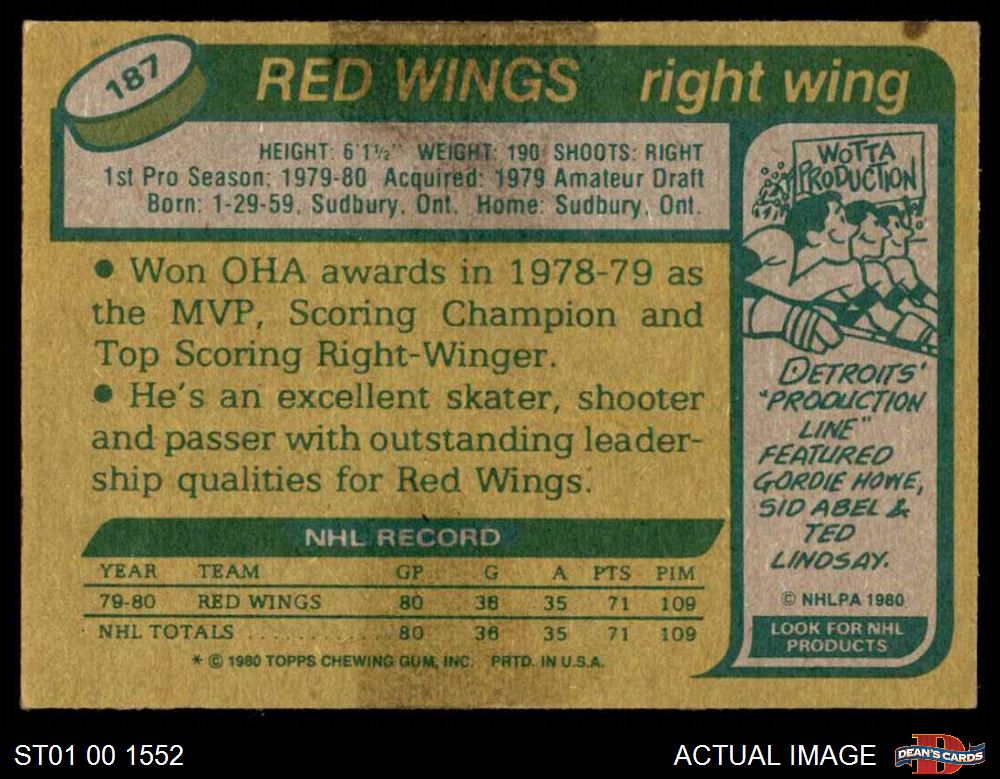 187
RED WINGS right wing
HEIGHT: 6'1½" WEIGHT: 190 SHOOTS: RIGHT
1st Pro Season: 1979-80 Acquired: 1979 Amateur Draft
Born: 1-29-59, Sudbury, Ont. Home: Sudbury, Ont.
• Won OHA awards in 1978-79 as
the MVP, Scoring Champion and
Top Scoring Right-Winger.
• He's an excellent skater, shooter
and passer with outstanding leader-
ship qualities for Red Wings.
NHL RECORD
YEAR TEAM GP G A PTS PIM
79-80 RED WINGS 80 36 35 71 109
NHL TOTALS .......... 80 36 35 71 109
* © 1980 TOPPS CHEWING GUM, INC. PRTD. IN U.S.A.
WOTTA
PRODUCTION
DETROITS'
"PRODUCTION
LINE"
FEATURED
GORDIE HOWE,
SID ABEL &
TED
LINDSAY.
© NHLPA 1980
LOOK FOR NHL
PRODUCTS
ST01 00 1552
ACTUAL IMAGE
DEAN'S CARDS